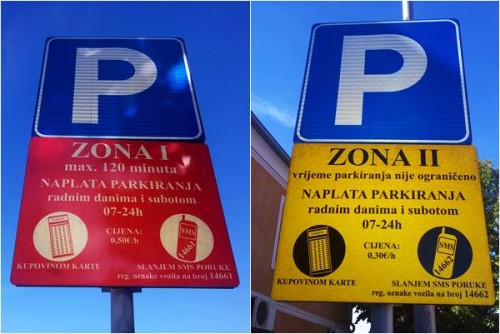 P
ZONA I
max. 120 minuta
NAPLATA PARKIRANJA
radnim danima i subotom
07-24h
CIJENA:
0,50€/h
SMS
14661
KUPOVINOM KARTE
SLANJEM SMS PORUKE
reg. oznake vozila na broj 14661
P
ZONA II
vrijeme parkiranja nije ograničeno
NAPLATA PARKIRANJA
radnim danima i subotom
07-24h
CIJENA:
0,30€/h
SMS
14662
KUPOVINOM KARTE
SLANJEM SMS PORUKE
reg. oznake vozila na broj 14662